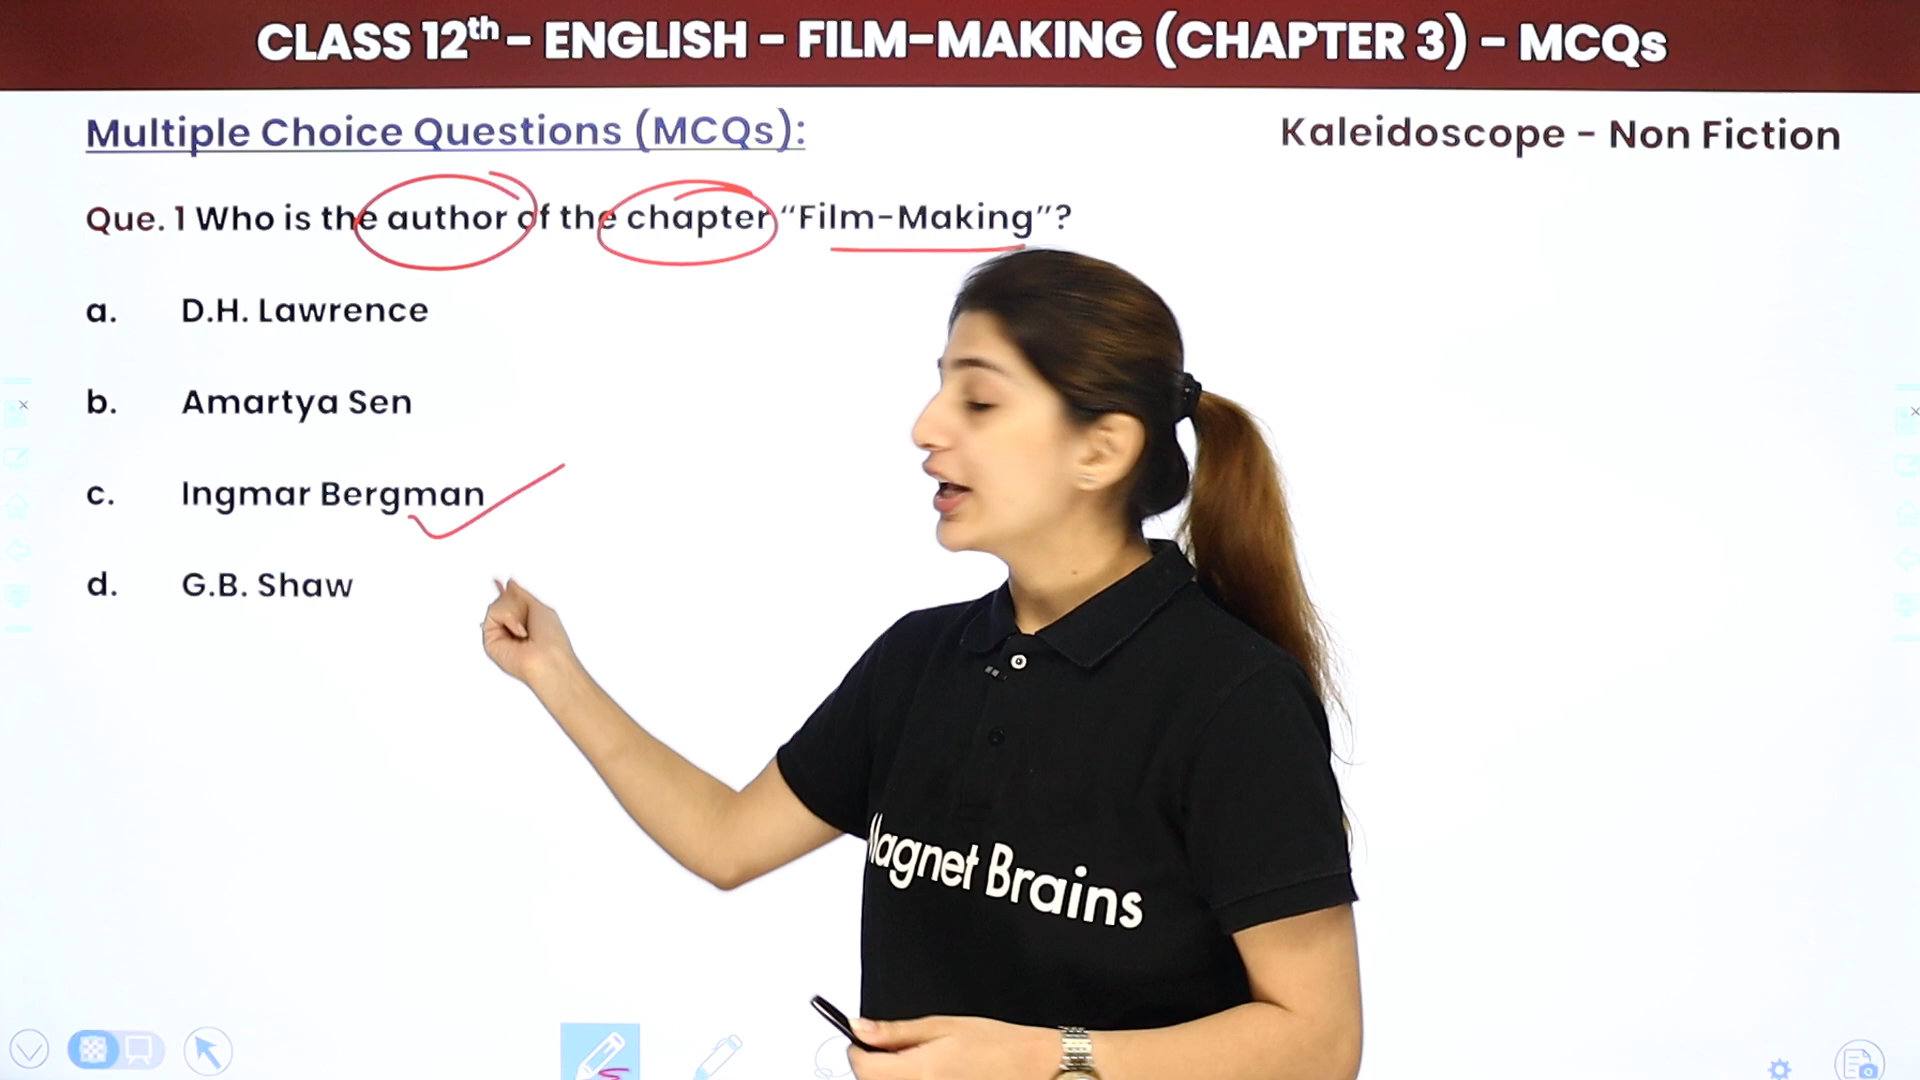 CLASS 12th - ENGLISH - FILM-MAKING (CHAPTER 3) - MCQs
Multiple Choice Questions (MCQs):
Kaleidoscope - Non Fiction
Que. 1 Who is the author of the chapter "Film-Making"?
a. D.H. Lawrence
b. Amartya Sen
c. Ingmar Bergman
d. G.B. Shaw
Magnet Brains